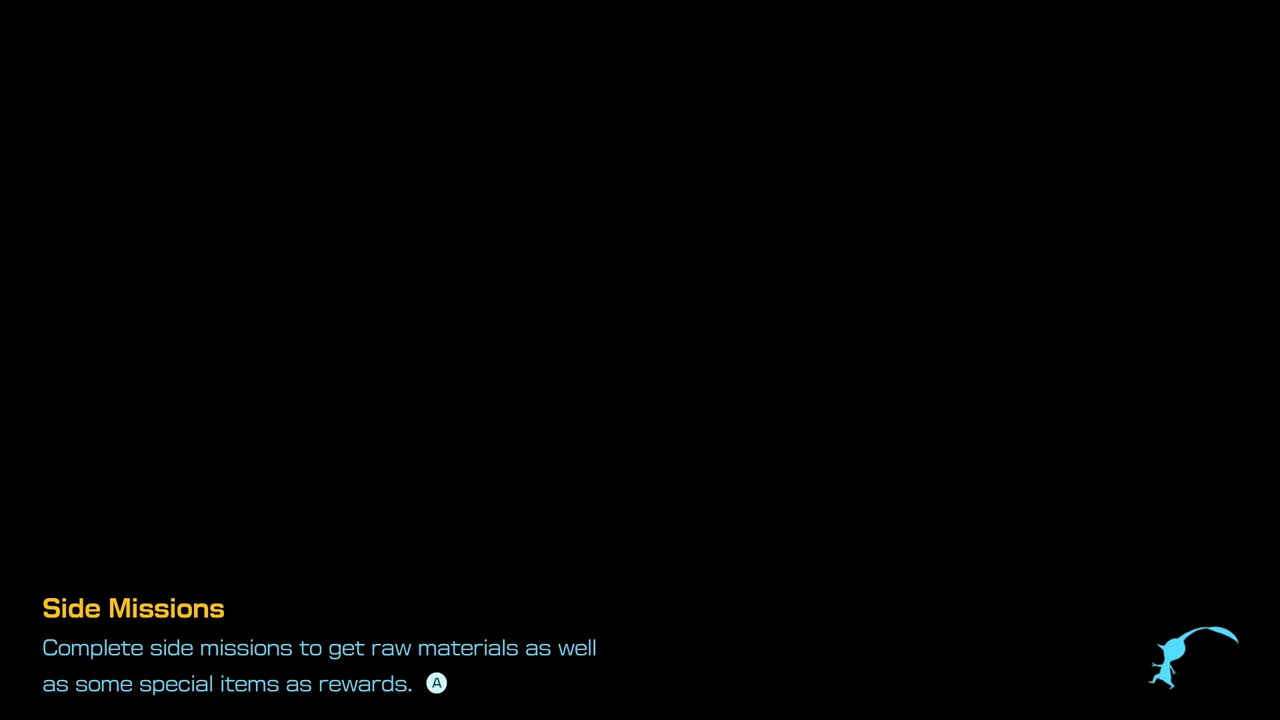 Side Missions
Complete side missions to get raw materials as well
as some special items as rewards. A